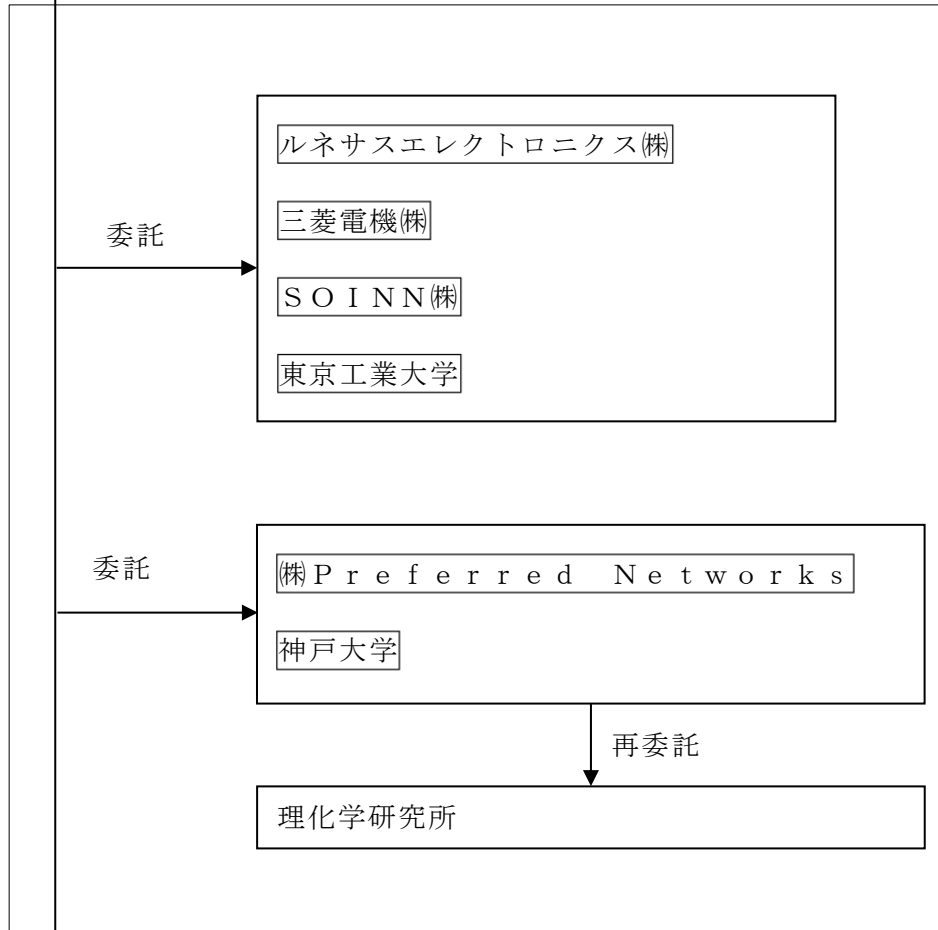 委託
ルネサスエレクトロニクス㈱
三菱電機㈱
ＳＯＩＮＮ㈱
東京工業大学
委託
㈱Ｐｒｅｆｅｒｒｅｄ　Ｎｅｔｗｏｒｋｓ
神戸大学
再委託
理化学研究所